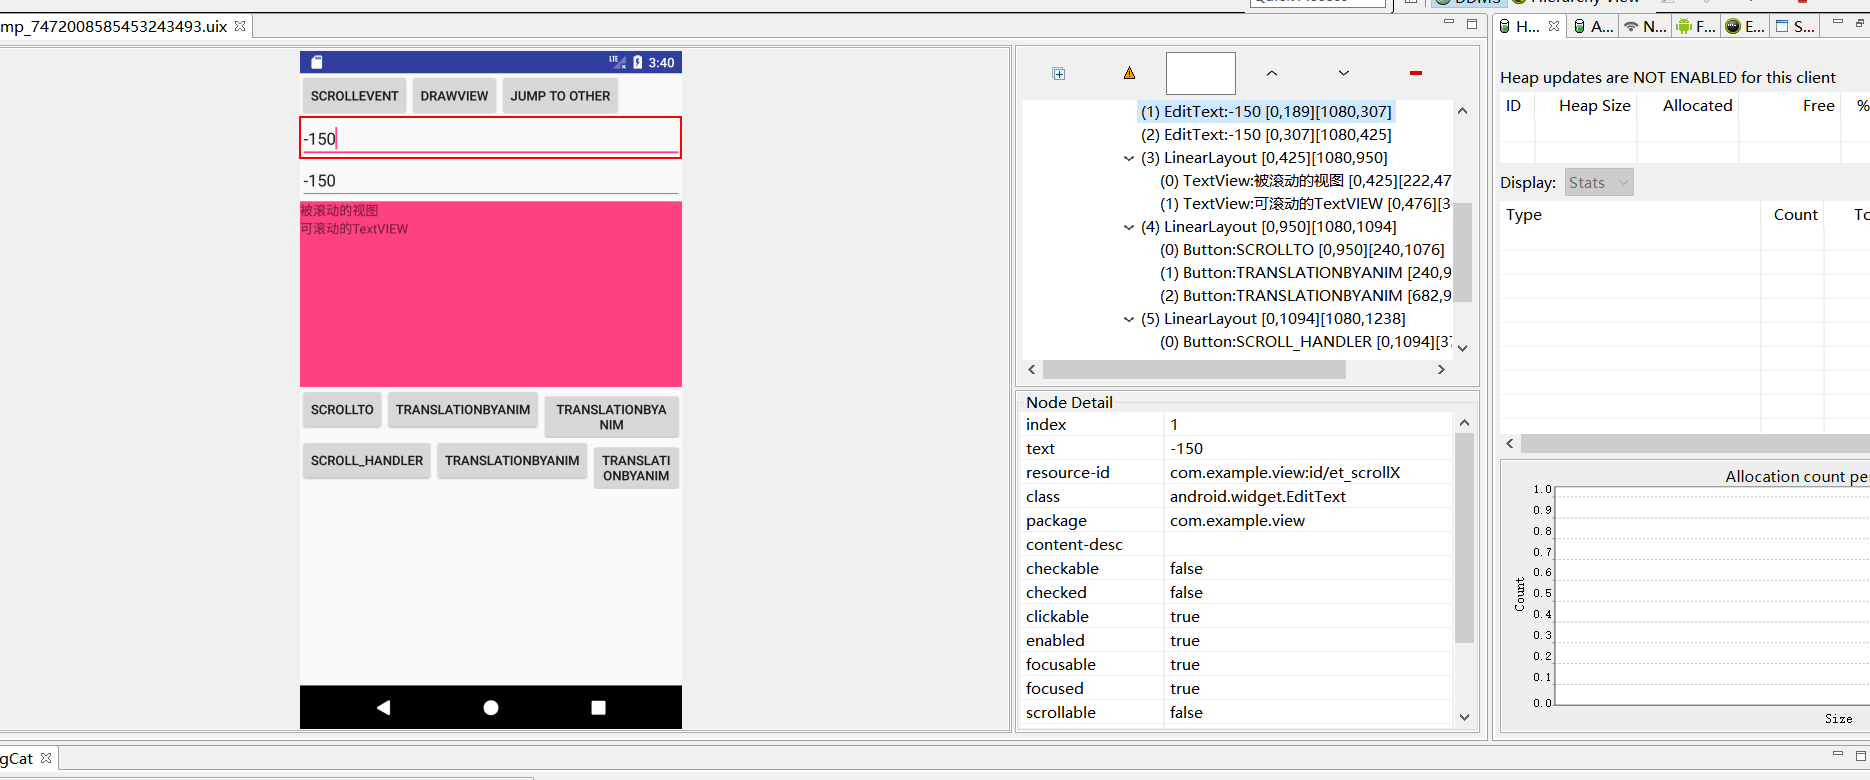 DDMS Hierarchy View
mp_7472008585453243493.uix
H... A... N... F... E... S...
3:40
SCROLLEVENT DRAWVIEW JUMP TO OTHER
-150
-150
被滚动的视图
可滚动的TextVIEW
SCROLLTO TRANSLATIONBYANIM TRANSLATIONBYA
NIM
SCROLL_HANDLER TRANSLATIONBYANIM TRANSLATI
ONBYANIM
(1) EditText:-150 [0,189][1080,307]
(2) EditText:-150 [0,307][1080,425]
(3) LinearLayout [0,425][1080,950]
(0) TextView:被滚动的视图 [0,425][222,47
(1) TextView:可滚动的TextVIEW [0,476][3
(4) LinearLayout [0,950][1080,1094]
(0) Button:SCROLLTO [0,950][240,1076]
(1) Button:TRANSLATIONBYANIM [240,9
(2) Button:TRANSLATIONBYANIM [682,9
(5) LinearLayout [0,1094][1080,1238]
(0) Button:SCROLL_HANDLER [0,1094][37
Node Detail
index 1
text -150
resource-id com.example.view:id/et_scrollX
class android.widget.EditText
package com.example.view
content-desc
checkable false
checked false
clickable true
enabled true
focusable true
focused true
scrollable false
Heap updates are NOT ENABLED for this client
ID Heap Size Allocated Free %
Display: Stats
Type Count To
Allocation count pe
1.0
0.9
0.8
0.7
0.6
0.5
0.4
0.3
0.2
0.1
0.0
Count
Size
gCat